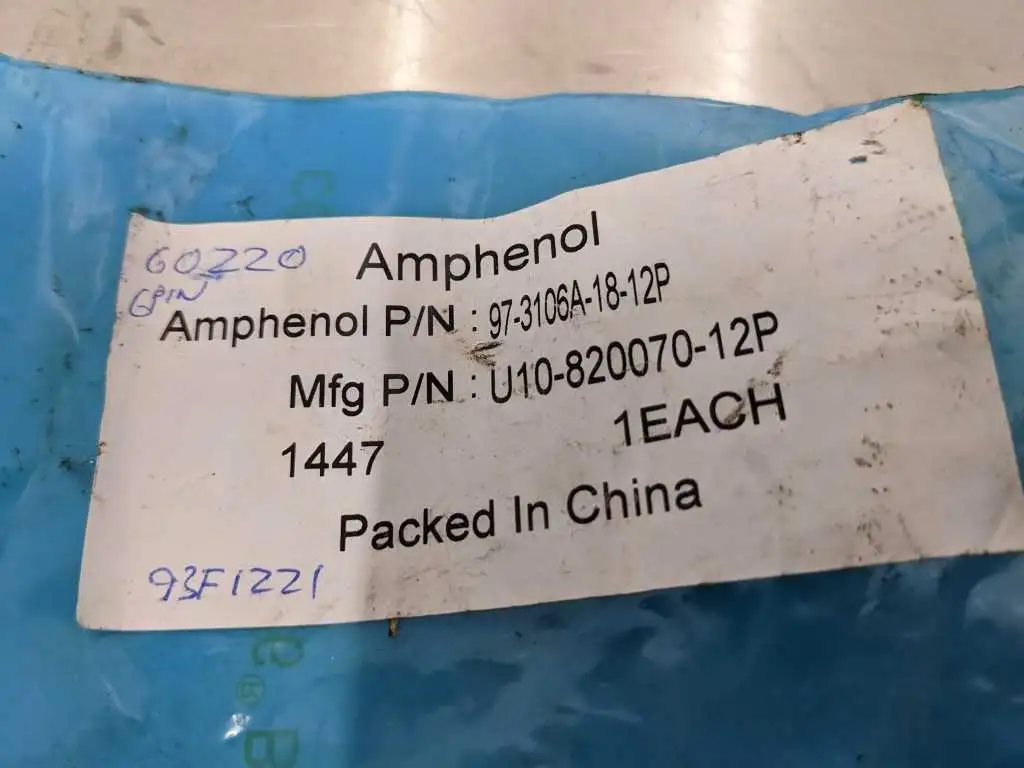 60220
6PIN
Amphenol
Amphenol P/N : 97-3106A-18-12P
Mfg P/N : U10-820070-12P
1447 1EACH
Packed In China
93F1221
e® B